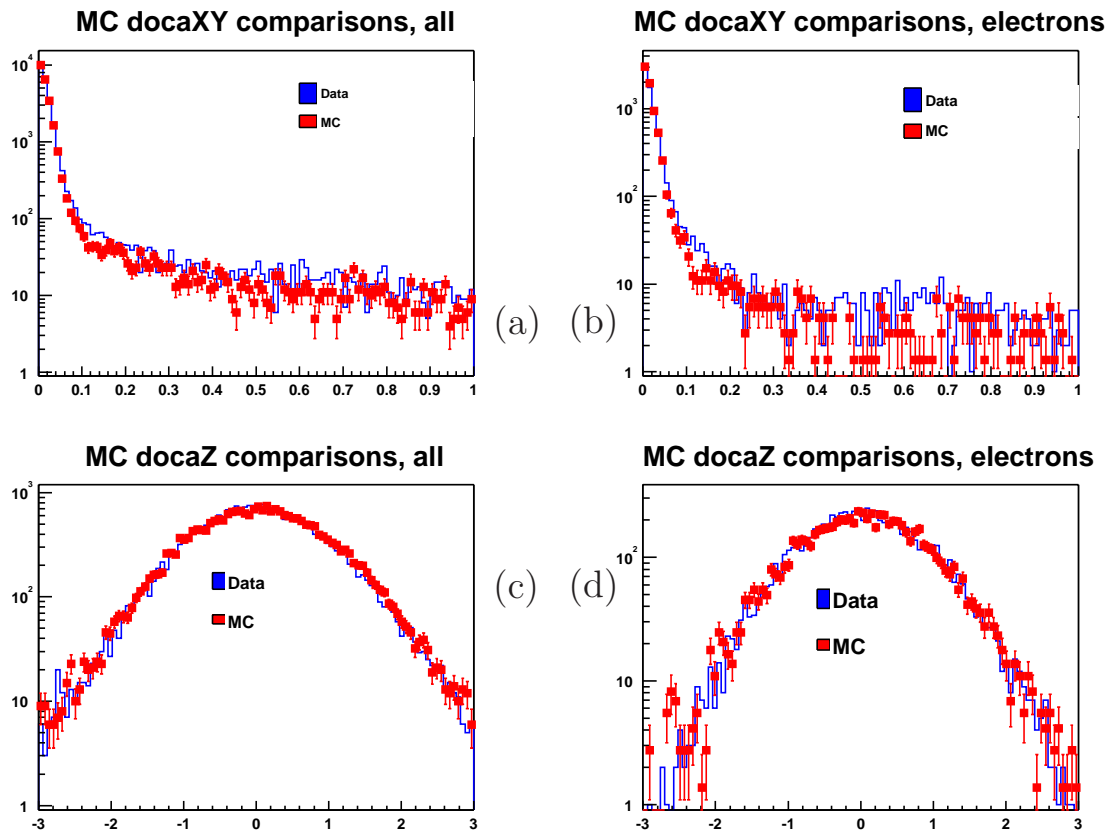 MC docaXY comparisons, all
MC docaXY comparisons, electrons
10⁴
10³
10²
10
1
Data
MC
0 0.1 0.2 0.3 0.4 0.5 0.6 0.7 0.8 0.9 1
(a)
(b)
10³
10²
10
1
Data
MC
0 0.1 0.2 0.3 0.4 0.5 0.6 0.7 0.8 0.9 1
MC docaZ comparisons, all
MC docaZ comparisons, electrons
10³
10²
10
1
Data
MC
-3 -2 -1 0 1 2 3
(c)
(d)
10²
10
1
Data
MC
-3 -2 -1 0 1 2 3